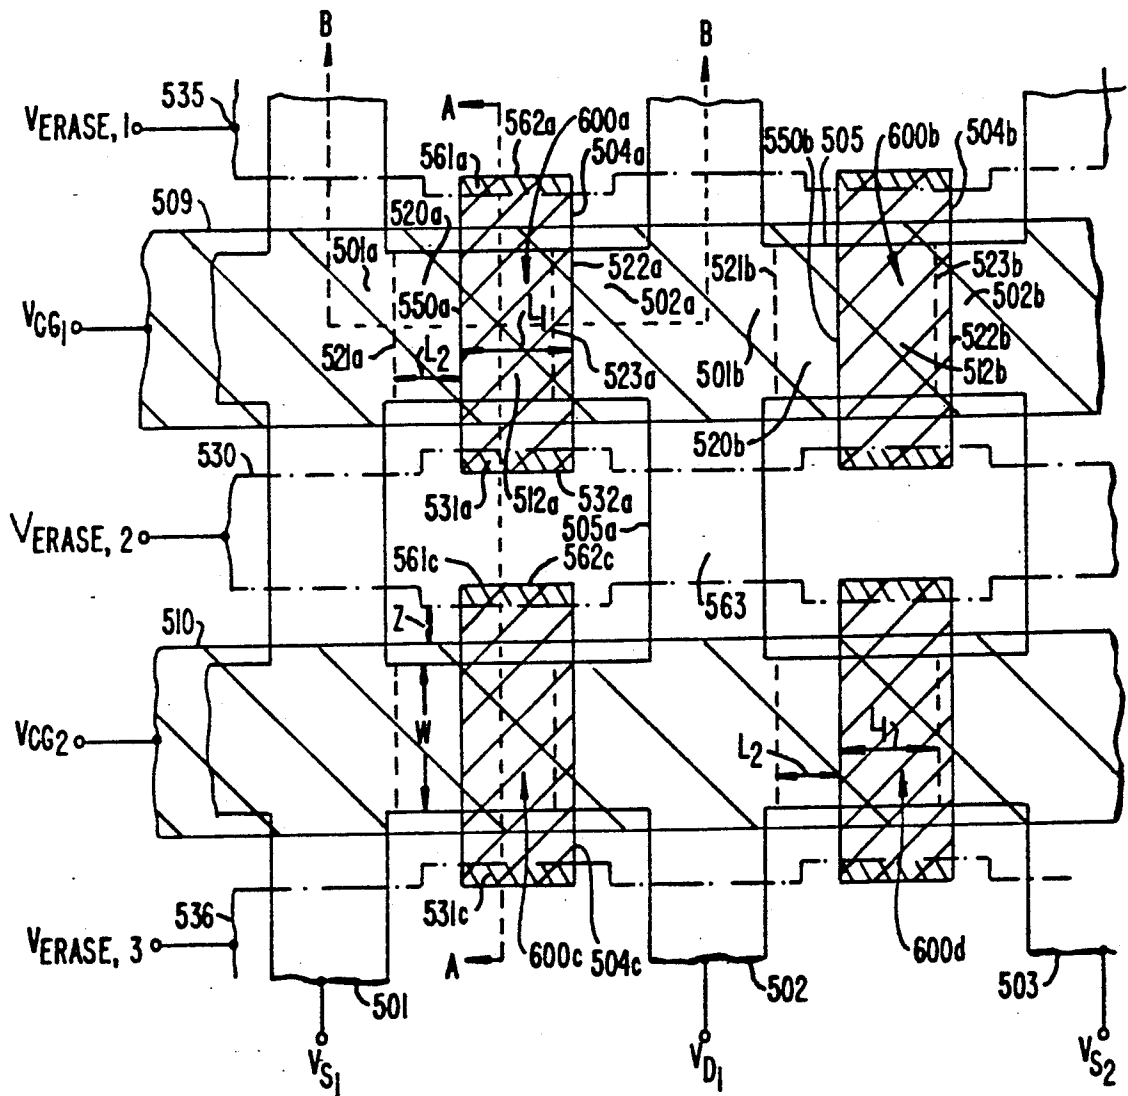 B B
535 A 562a 600a 550b 505 600b 504b
VERASE, 1
561a 504a
509
520a
501a 522a 521b 523b
550a 502a 502b
VCG1
L1
521a L2 523a 501b 522b
512b
530 520b
531a 512a 532a
505a
VERASE, 2
561c 562c
563
510 Z
W L1
VCG2 L2
536 531c
VERASE, 3
A 600c 504c 600d
501 502 503
VS1 VD1 VS2